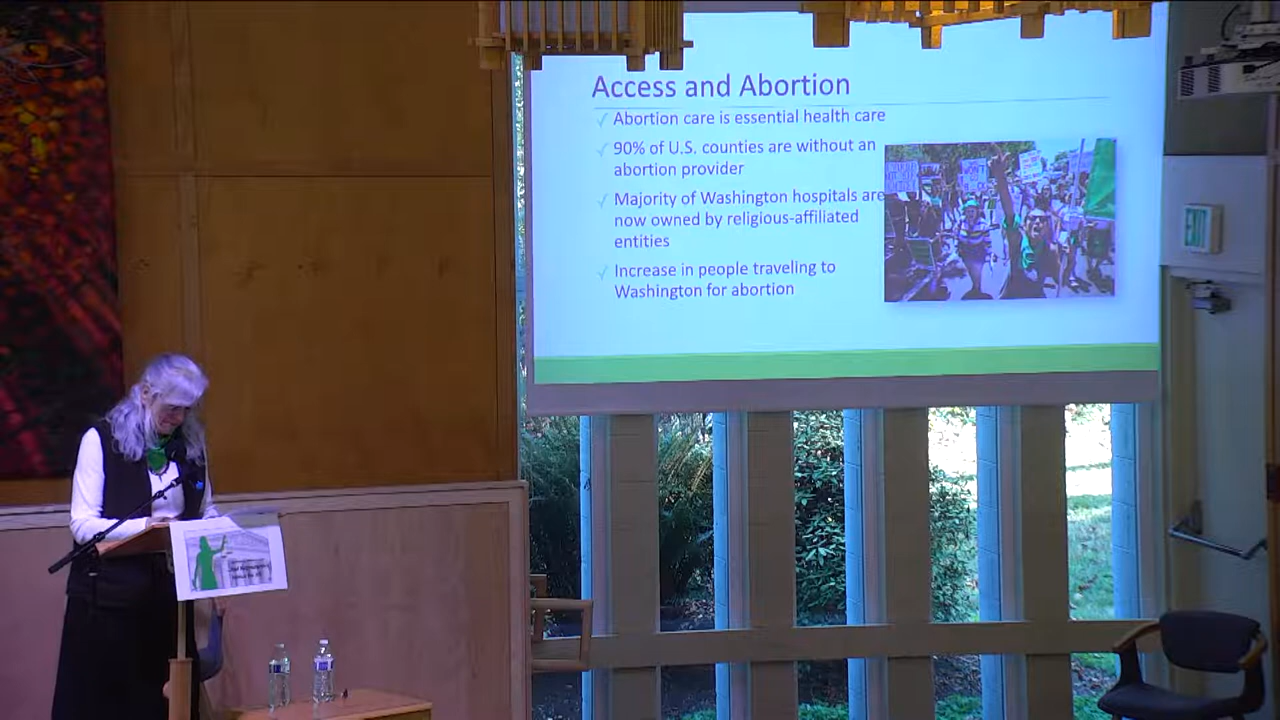 Access and Abortion
✓ Abortion care is essential health care
✓ 90% of U.S. counties are without an
abortion provider
✓ Majority of Washington hospitals are
now owned by religious-affiliated
entities
✓ Increase in people traveling to
Washington for abortion
EXIT